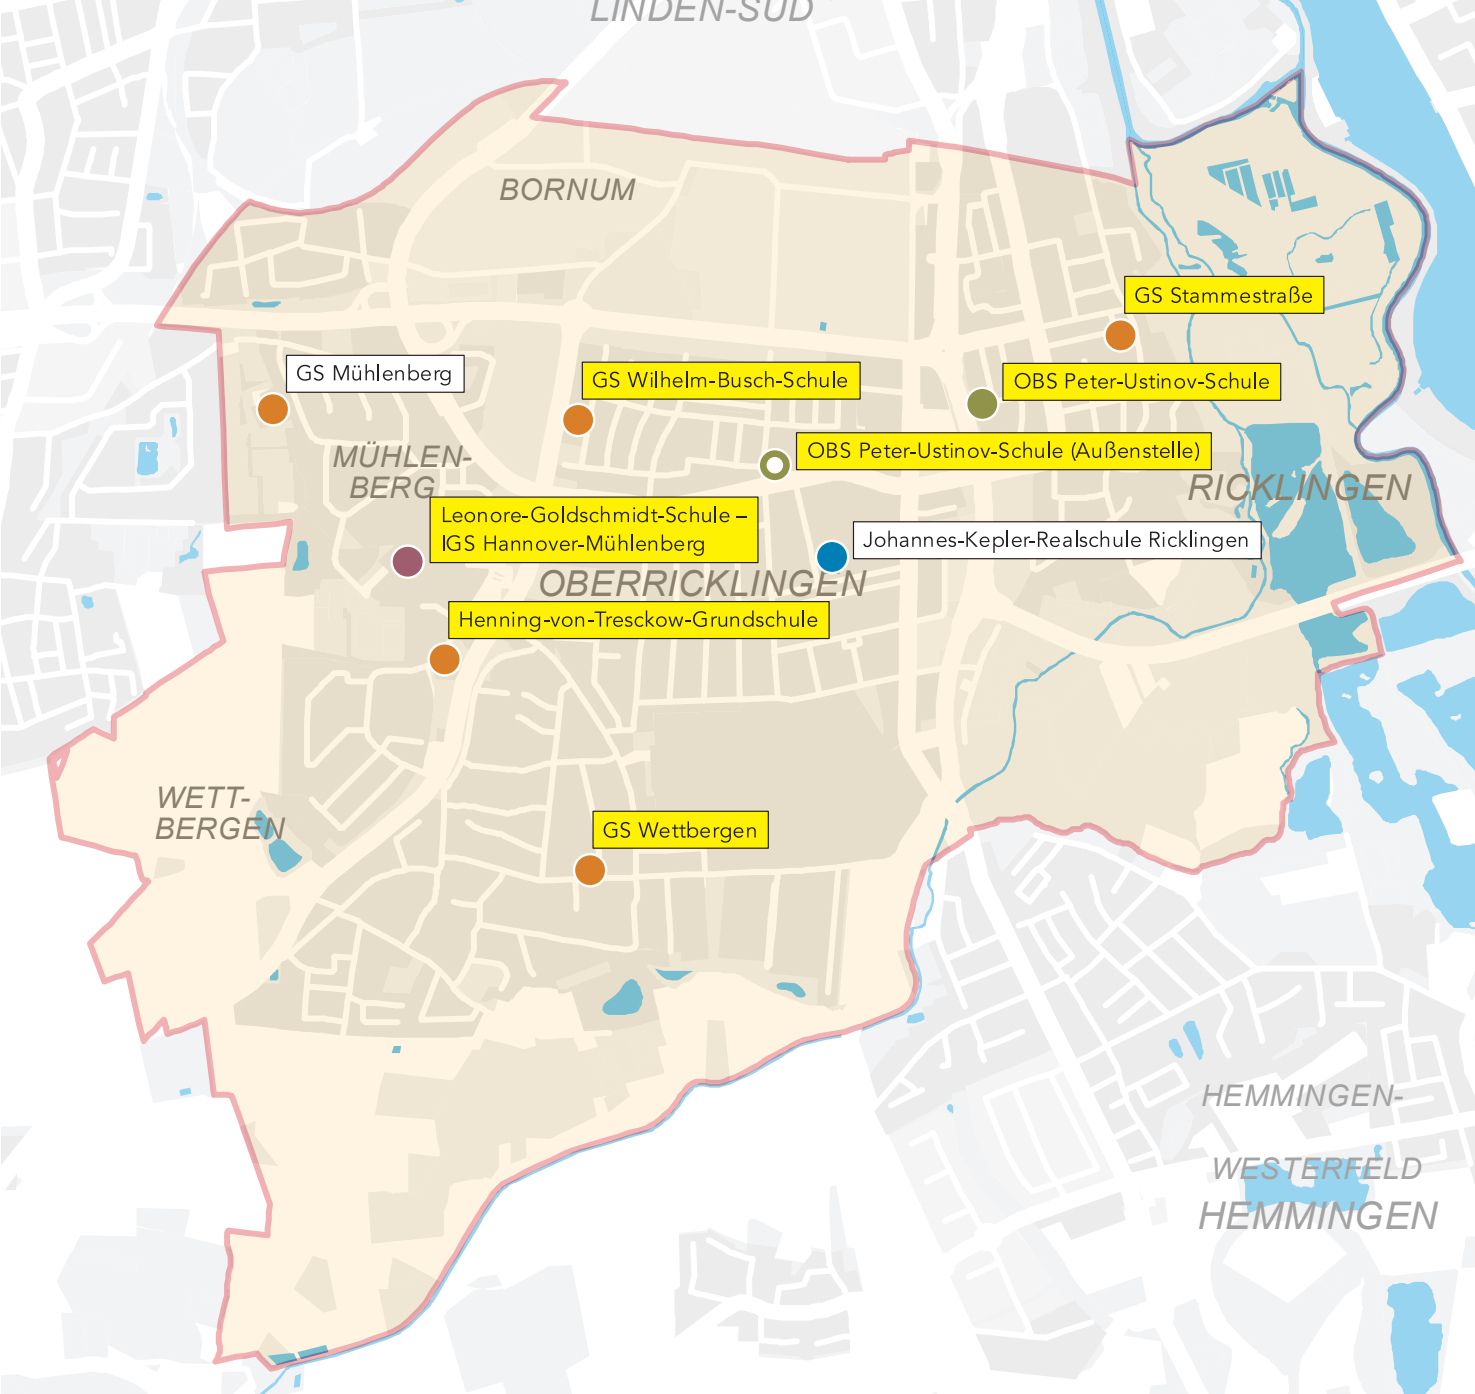 LINDEN-SÜD
BORNUM
GS Stammestraße
GS Mühlenberg
GS Wilhelm-Busch-Schule
OBS Peter-Ustinov-Schule
OBS Peter-Ustinov-Schule (Außenstelle)
MÜHLEN-
BERG
RICKLINGEN
Leonore-Goldschmidt-Schule –
IGS Hannover-Mühlenberg
Johannes-Kepler-Realschule Ricklingen
OBERRICKLINGEN
Henning-von-Tresckow-Grundschule
WETT-
BERGEN
GS Wettbergen
HEMMINGEN-
WESTERFELD
HEMMINGEN